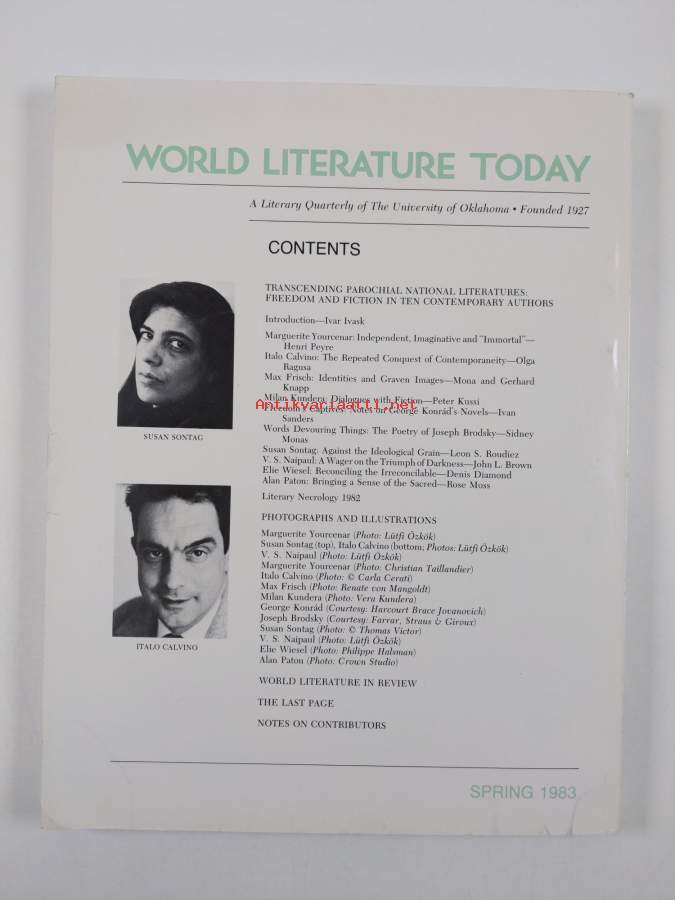 WORLD LITERATURE TODAY
A Literary Quarterly of The University of Oklahoma • Founded 1927
CONTENTS
TRANSCENDING PAROCHIAL NATIONAL LITERATURES:
FREEDOM AND FICTION IN TEN CONTEMPORARY AUTHORS
Introduction—Ivar Ivask
Marguerite Yourcenar: Independent, Imaginative and "Immortal"—
Henri Peyre
Italo Calvino: The Repeated Conquest of Contemporaneity—Olga
Ragusa
Max Frisch: Identities and Graven Images—Mona and Gerhard
Knapp
Milan Kundera: Dialogues with Fiction—Peter Kussi
Antikvariaatti.net
Freedom's Captives: Notes on George Konrád's Novels—Ivan
Sanders
Words Devouring Things: The Poetry of Joseph Brodsky—Sidney
Monas
Susan Sontag: Against the Ideological Grain—Leon S. Roudiez
V. S. Naipaul: A Wager on the Triumph of Darkness—John L. Brown
Elie Wiesel: Reconciling the Irreconcilable—Denis Diamond
Alan Paton: Bringing a Sense of the Sacred—Rose Moss
Literary Necrology 1982
PHOTOGRAPHS AND ILLUSTRATIONS
Marguerite Yourcenar (Photo: Lütfi Özkök)
Susan Sontag (top), Italo Calvino (bottom; Photos: Lütfi Özkök)
V. S. Naipaul (Photo: Lütfi Özkök)
Marguerite Yourcenar (Photo: Christian Taillandier)
Italo Calvino (Photo: © Carla Cerati)
Max Frisch (Photo: Renate von Mangoldt)
Milan Kundera (Photo: Vera Kundera)
George Konrád (Courtesy: Harcourt Brace Jovanovich)
Joseph Brodsky (Courtesy: Farrar, Straus & Giroux)
Susan Sontag (Photo: © Thomas Victor)
V. S. Naipaul (Photo: Lütfi Özkök)
Elie Wiesel (Photo: Philippe Halsman)
Alan Paton (Photo: Crown Studio)
WORLD LITERATURE IN REVIEW
THE LAST PAGE
NOTES ON CONTRIBUTORS
SUSAN SONTAG
ITALO CALVINO
SPRING 1983